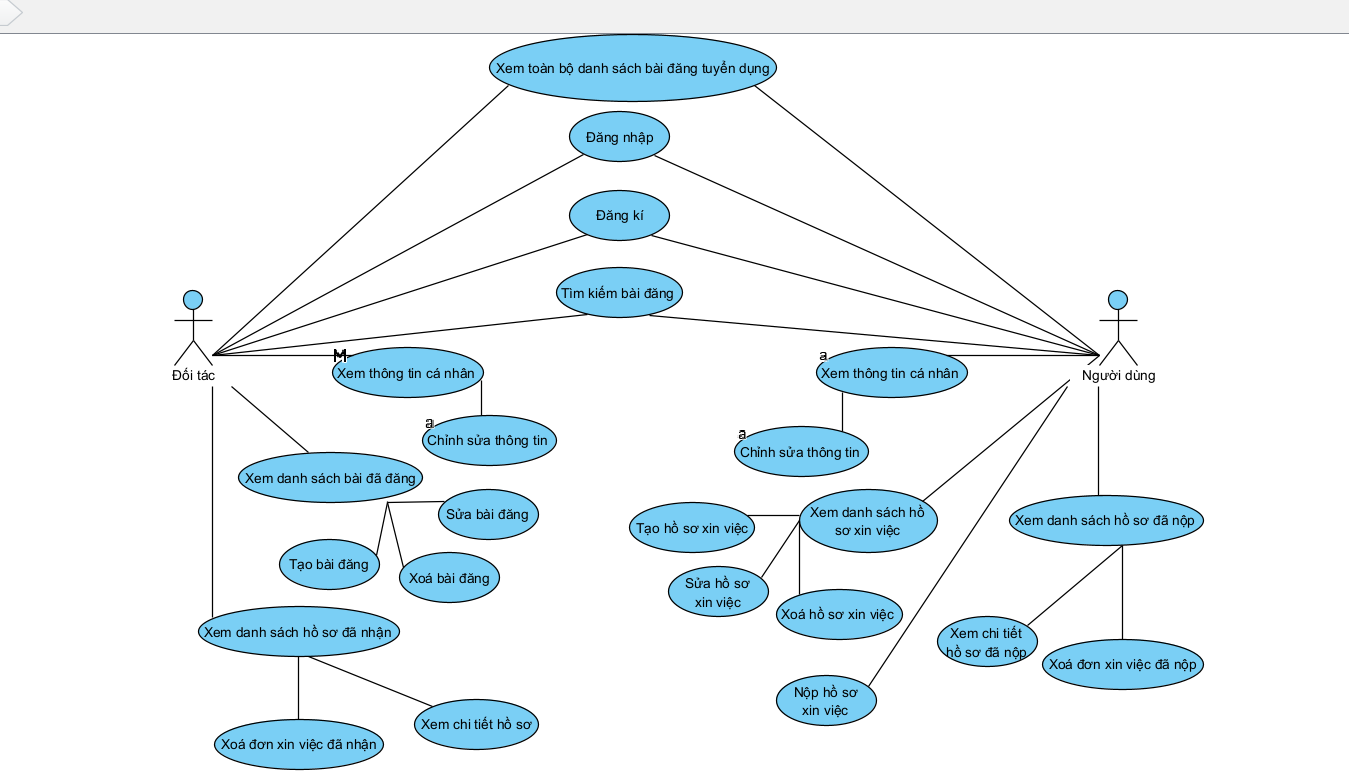 Xem toàn bộ danh sách bài đăng tuyển dụng
Đăng nhập
Đăng kí
Tìm kiếm bài đăng
Đối tác
Người dùng
M
Xem thông tin cá nhân
a
Xem thông tin cá nhân
a
Chỉnh sửa thông tin
a
Chỉnh sửa thông tin
Xem danh sách bài đã đăng
Sửa bài đăng
Tạo bài đăng
Xoá bài đăng
Xem danh sách hồ
sơ xin việc
Tạo hồ sơ xin việc
Sửa hồ sơ
xin việc
Xoá hồ sơ xin việc
Xem danh sách hồ sơ đã nộp
Xem chi tiết
hồ sơ đã nộp
Xoá đơn xin việc đã nộp
Xem danh sách hồ sơ đã nhận
Nộp hồ sơ
xin việc
Xem chi tiết hồ sơ
Xoá đơn xin việc đã nhận